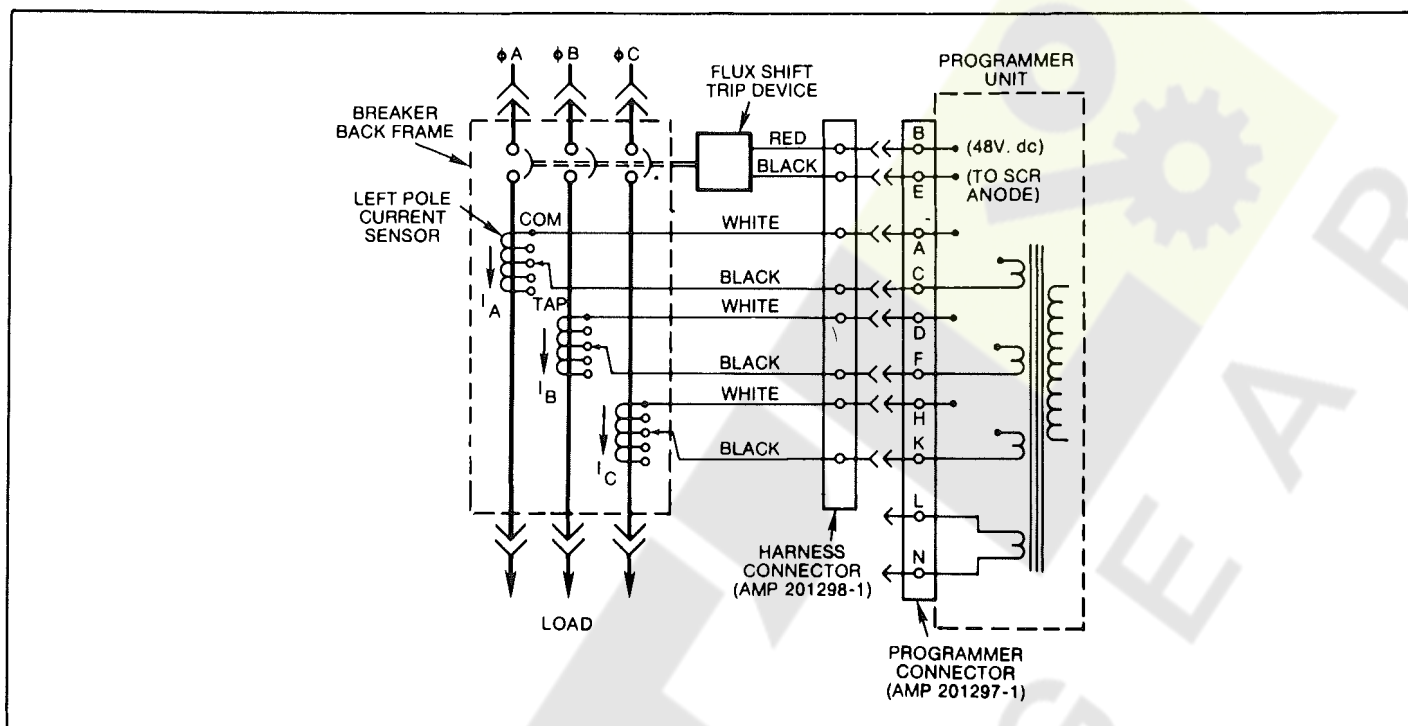 ϕA ϕB ϕC
FLUX SHIFT
TRIP DEVICE
PROGRAMMER
UNIT
BREAKER
BACK FRAME
RED
B
(48V. dc)
BLACK
E
(TO SCR
ANODE)
LEFT POLE
CURRENT
SENSOR
COM
WHITE
A
BLACK
C
I A
TAP
WHITE
D
BLACK
F
I B
WHITE
H
BLACK
K
I C
L
N
HARNESS
CONNECTOR
(AMP 201298-1)
LOAD
PROGRAMMER
CONNECTOR
(AMP 201297-1)